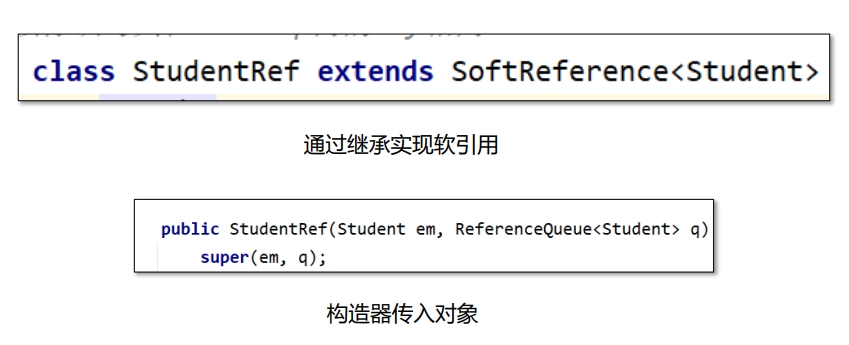 class StudentRef extends SoftReference<Student>
通过继承实现软引用
public StudentRef(Student em, ReferenceQueue<Student> q)
super(em, q);
构造器传入对象